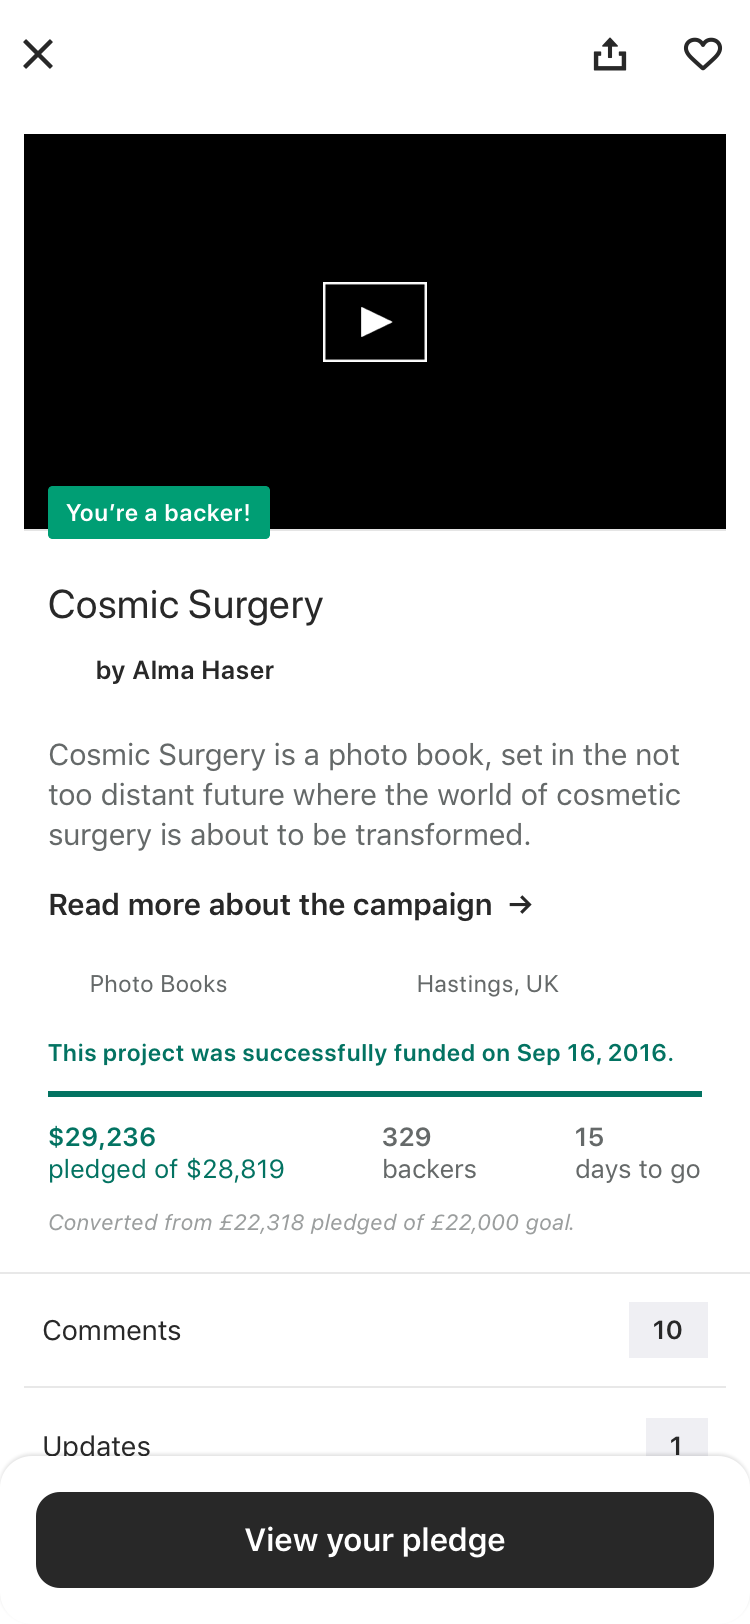 You’re a backer!
Cosmic Surgery
by Alma Haser
Cosmic Surgery is a photo book, set in the not
too distant future where the world of cosmetic
surgery is about to be transformed.
Read more about the campaign →
Photo Books
Hastings, UK
This project was successfully funded on Sep 16, 2016.
$29,236
pledged of $28,819
329
backers
15
days to go
Converted from £22,318 pledged of £22,000 goal.
Comments
10
Updates
1
View your pledge